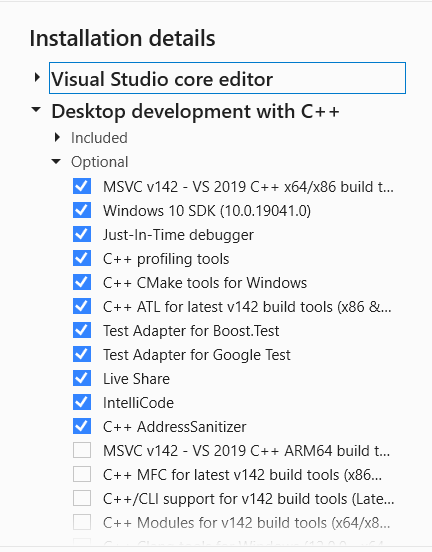 Installation details
Visual Studio core editor
Desktop development with C++
Included
Optional
MSVC v142 - VS 2019 C++ x64/x86 build t...
Windows 10 SDK (10.0.19041.0)
Just-In-Time debugger
C++ profiling tools
C++ CMake tools for Windows
C++ ATL for latest v142 build tools (x86 &...
Test Adapter for Boost.Test
Test Adapter for Google Test
Live Share
IntelliCode
C++ AddressSanitizer
MSVC v142 - VS 2019 C++ ARM64 build t...
C++ MFC for latest v142 build tools (x86...
C++/CLI support for v142 build tools (Late...
C++ Modules for v142 build tools (x64/x8...